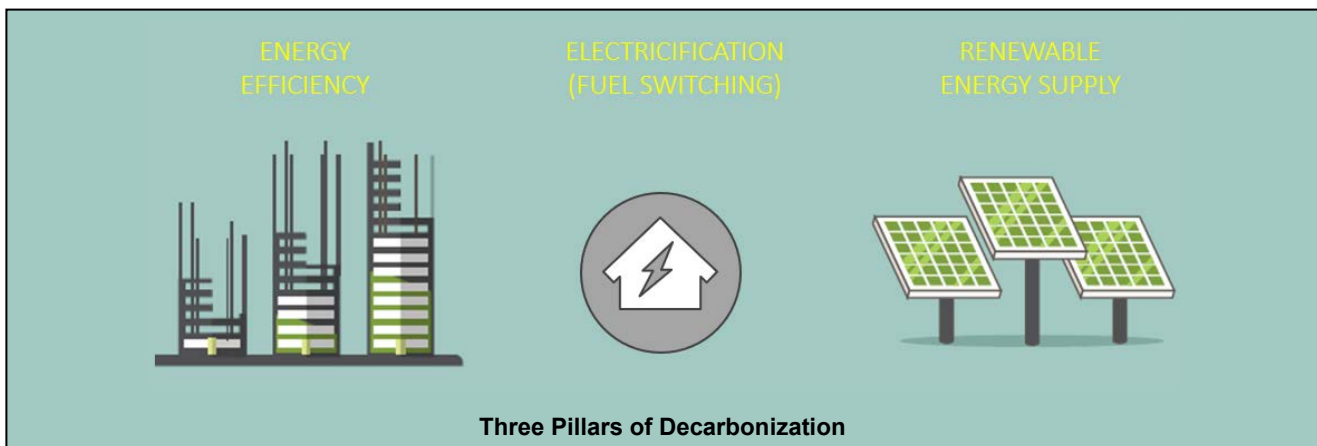 ENERGY
EFFICIENCY
ELECTRICIFICATION
(FUEL SWITCHING)
RENEWABLE
ENERGY SUPPLY
Three Pillars of Decarbonization